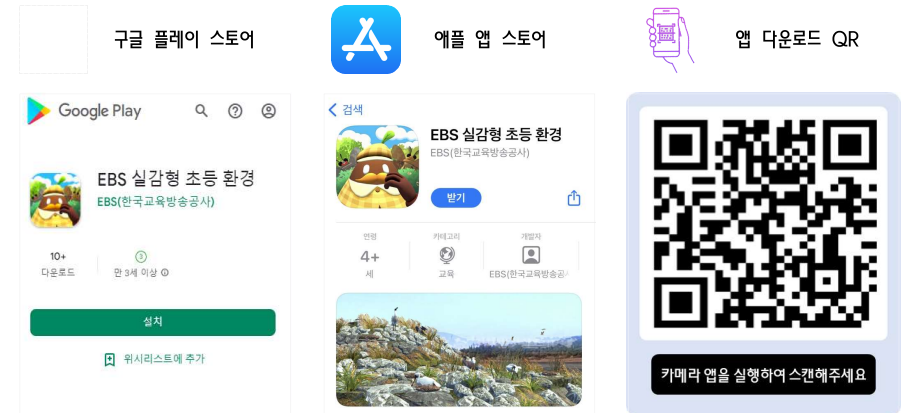 구글 플레이 스토어
애플 앱 스토어
앱 다운로드 QR
Google Play
EBS 실감형 초등 환경
EBS(한국교육방송공사)
10+
다운로드
3
만 3세 이상
설치
위시리스트에 추가
검색
EBS 실감형 초등 환경
EBS(한국교육방송공사)
받기
연령
4+
세
카테고리
교육
개발자
EBS(한국교육방송공사
카메라 앱을 실행하여 스캔해주세요